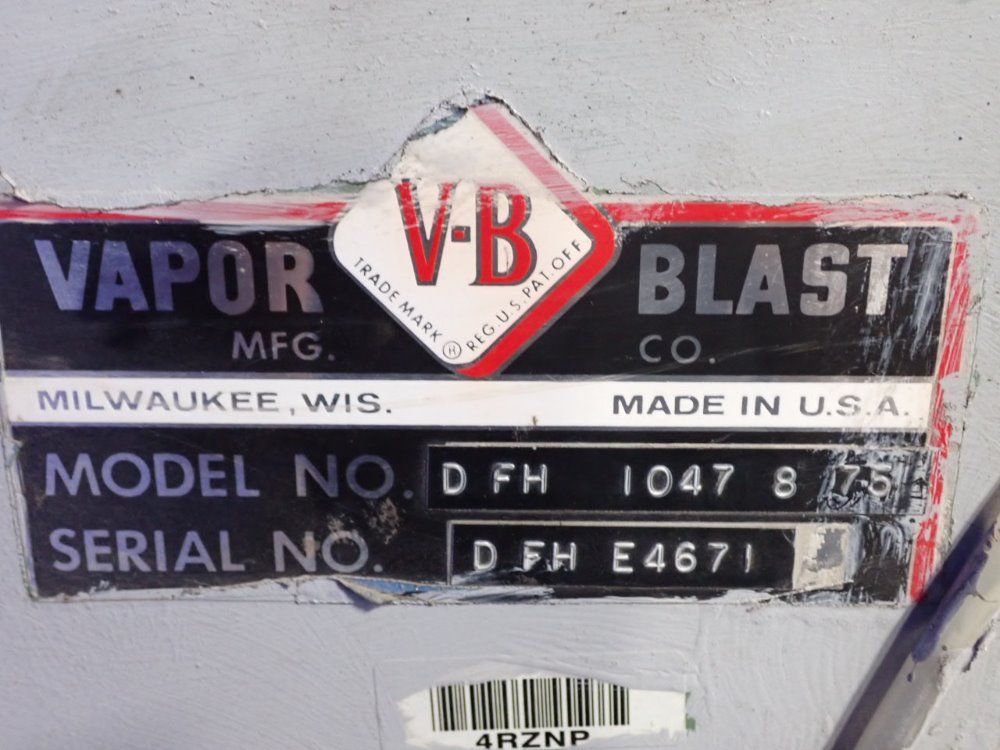 V-B
TRADE MARK Ⓗ REG. U.S. PAT. OFF
VAPOR BLAST
MFG. CO.
MILWAUKEE, WIS. MADE IN U.S.A.
MODEL NO. D FH 1047 8 75
SERIAL NO. D FH E4671
4RZNP